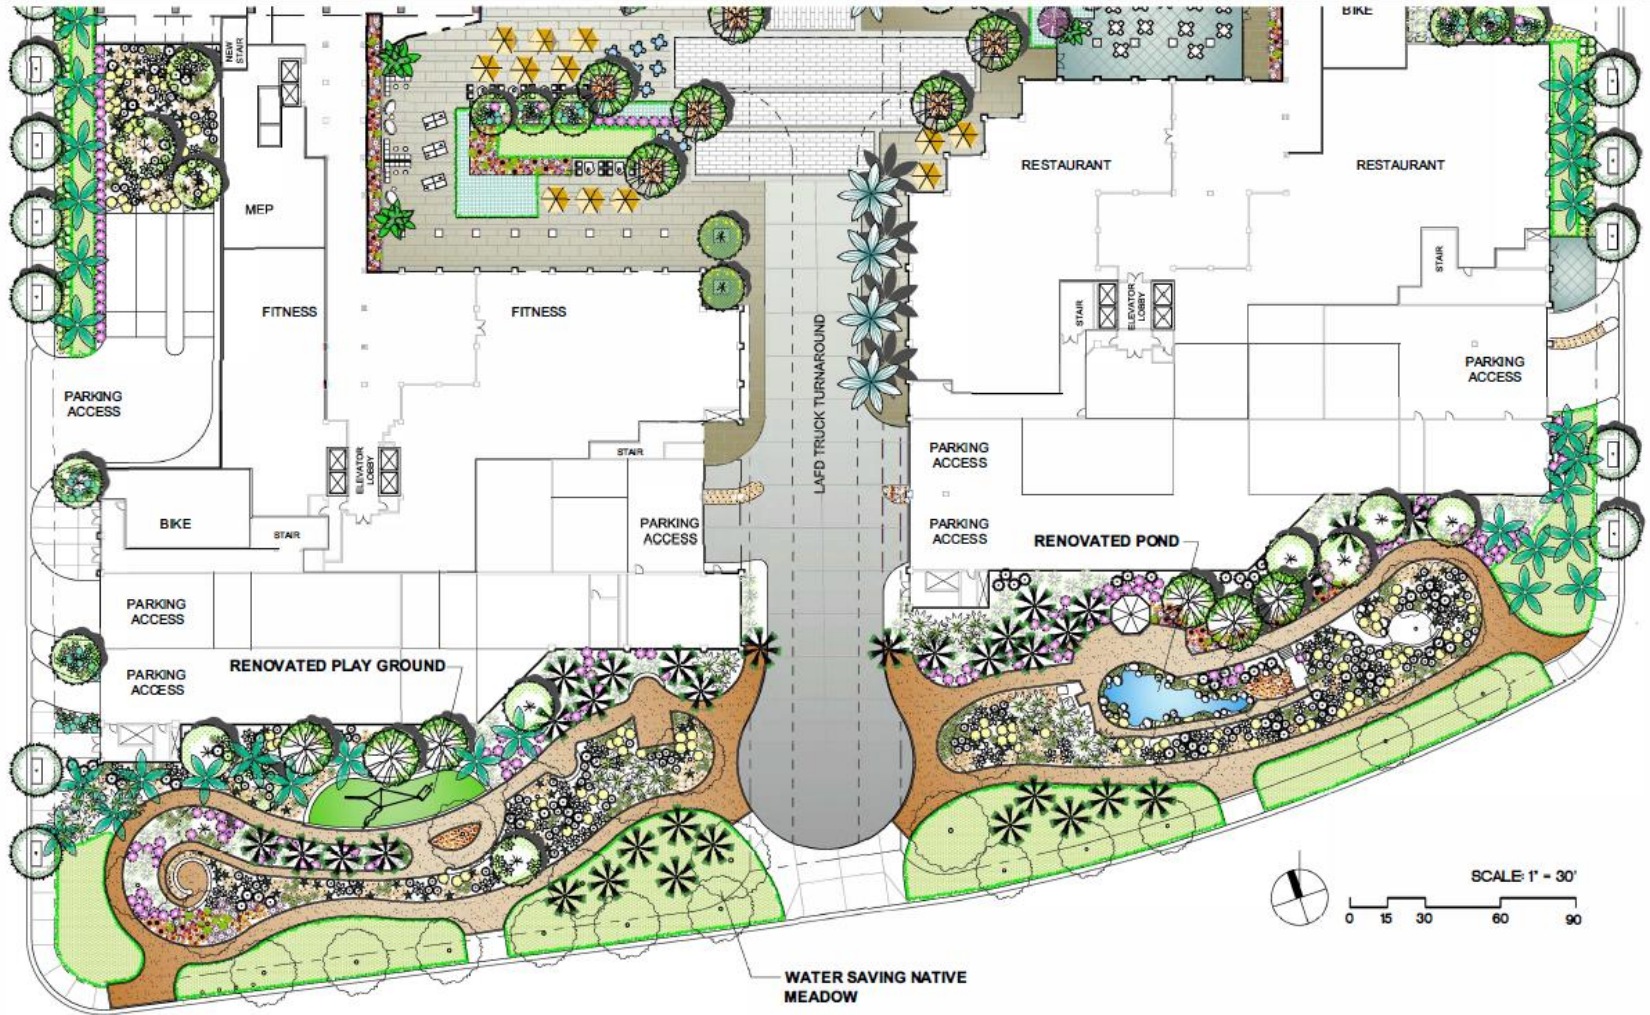 BIKE
NEW
STAIR
MEP
RESTAURANT
RESTAURANT
FITNESS
FITNESS
STAIR
STAIR
ELEVATOR
LOBBY
LAFD TRUCK TURNAROUND
PARKING
ACCESS
PARKING
ACCESS
PARKING
ACCESS
STAIR
ELEVATOR
LOBBY
BIKE
STAIR
PARKING
ACCESS
PARKING
ACCESS
RENOVATED POND
PARKING
ACCESS
PARKING
ACCESS
RENOVATED PLAY GROUND
SCALE: 1" = 30'
0 15 30 60 90
WATER SAVING NATIVE
MEADOW